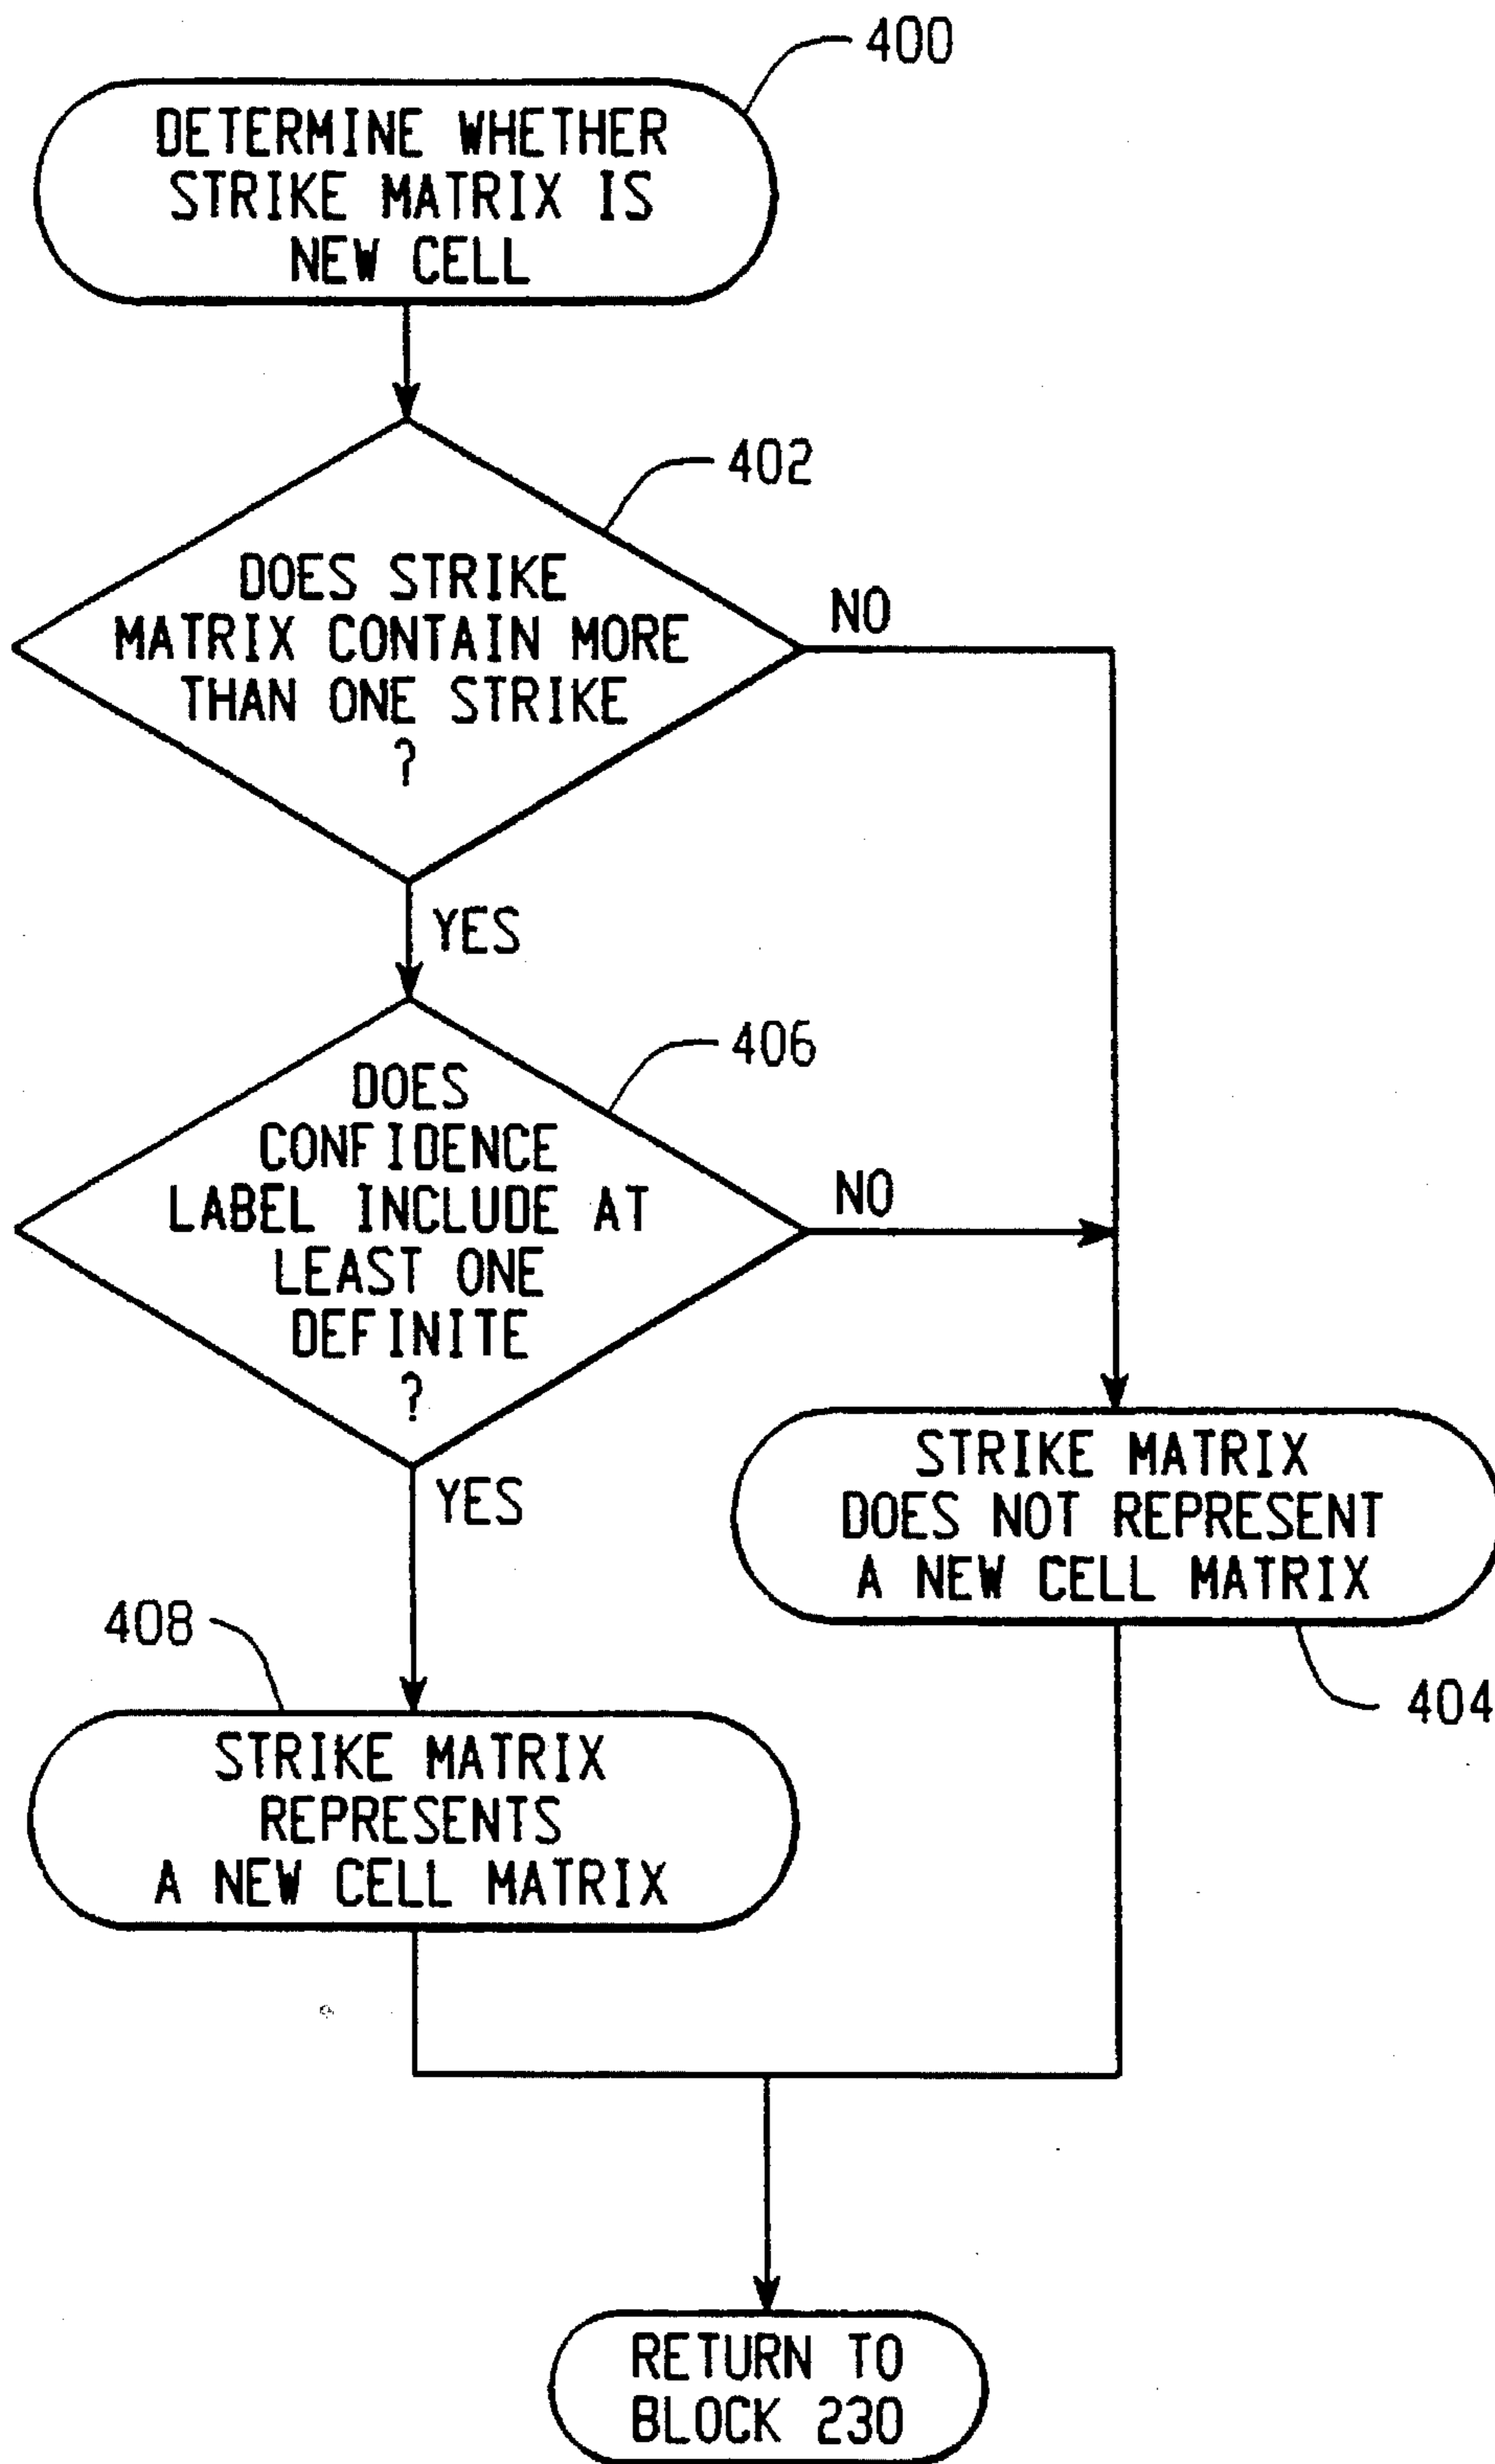 400
DETERMINE WHETHER
STRIKE MATRIX IS
NEW CELL
402
DOES STRIKE
MATRIX CONTAIN MORE
THAN ONE STRIKE
?
NO
YES
406
DOES
CONFIDENCE
LABEL INCLUDE AT
LEAST ONE
DEFINITE
?
NO
YES
STRIKE MATRIX
DOES NOT REPRESENT
A NEW CELL MATRIX
404
408
STRIKE MATRIX
REPRESENTS
A NEW CELL MATRIX
RETURN TO
BLOCK 230